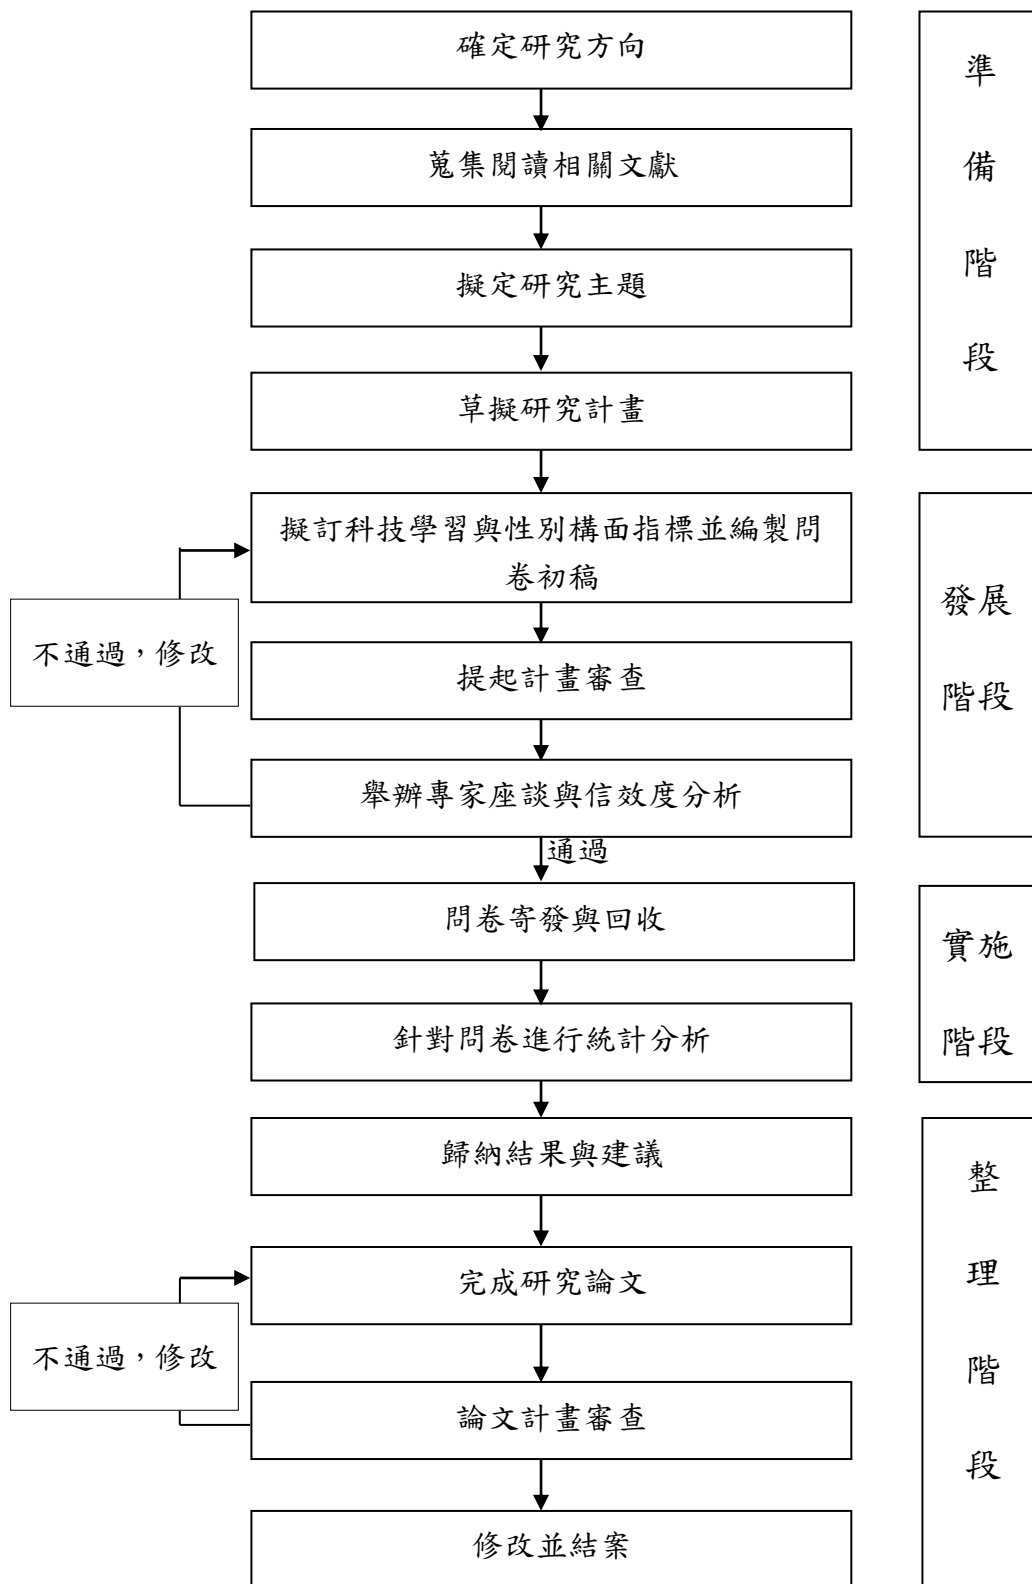 確定研究方向
蒐集閱讀相關文獻
擬定研究主題
草擬研究計畫
準
備
階
段
擬訂科技學習與性別構面指標並編製問
卷初稿
不通過，修改
提起計畫審查
舉辦專家座談與信效度分析
通過
發展
階段
問卷寄發與回收
針對問卷進行統計分析
實施
階段
歸納結果與建議
完成研究論文
不通過，修改
論文計畫審查
修改並結案
整
理
階
段